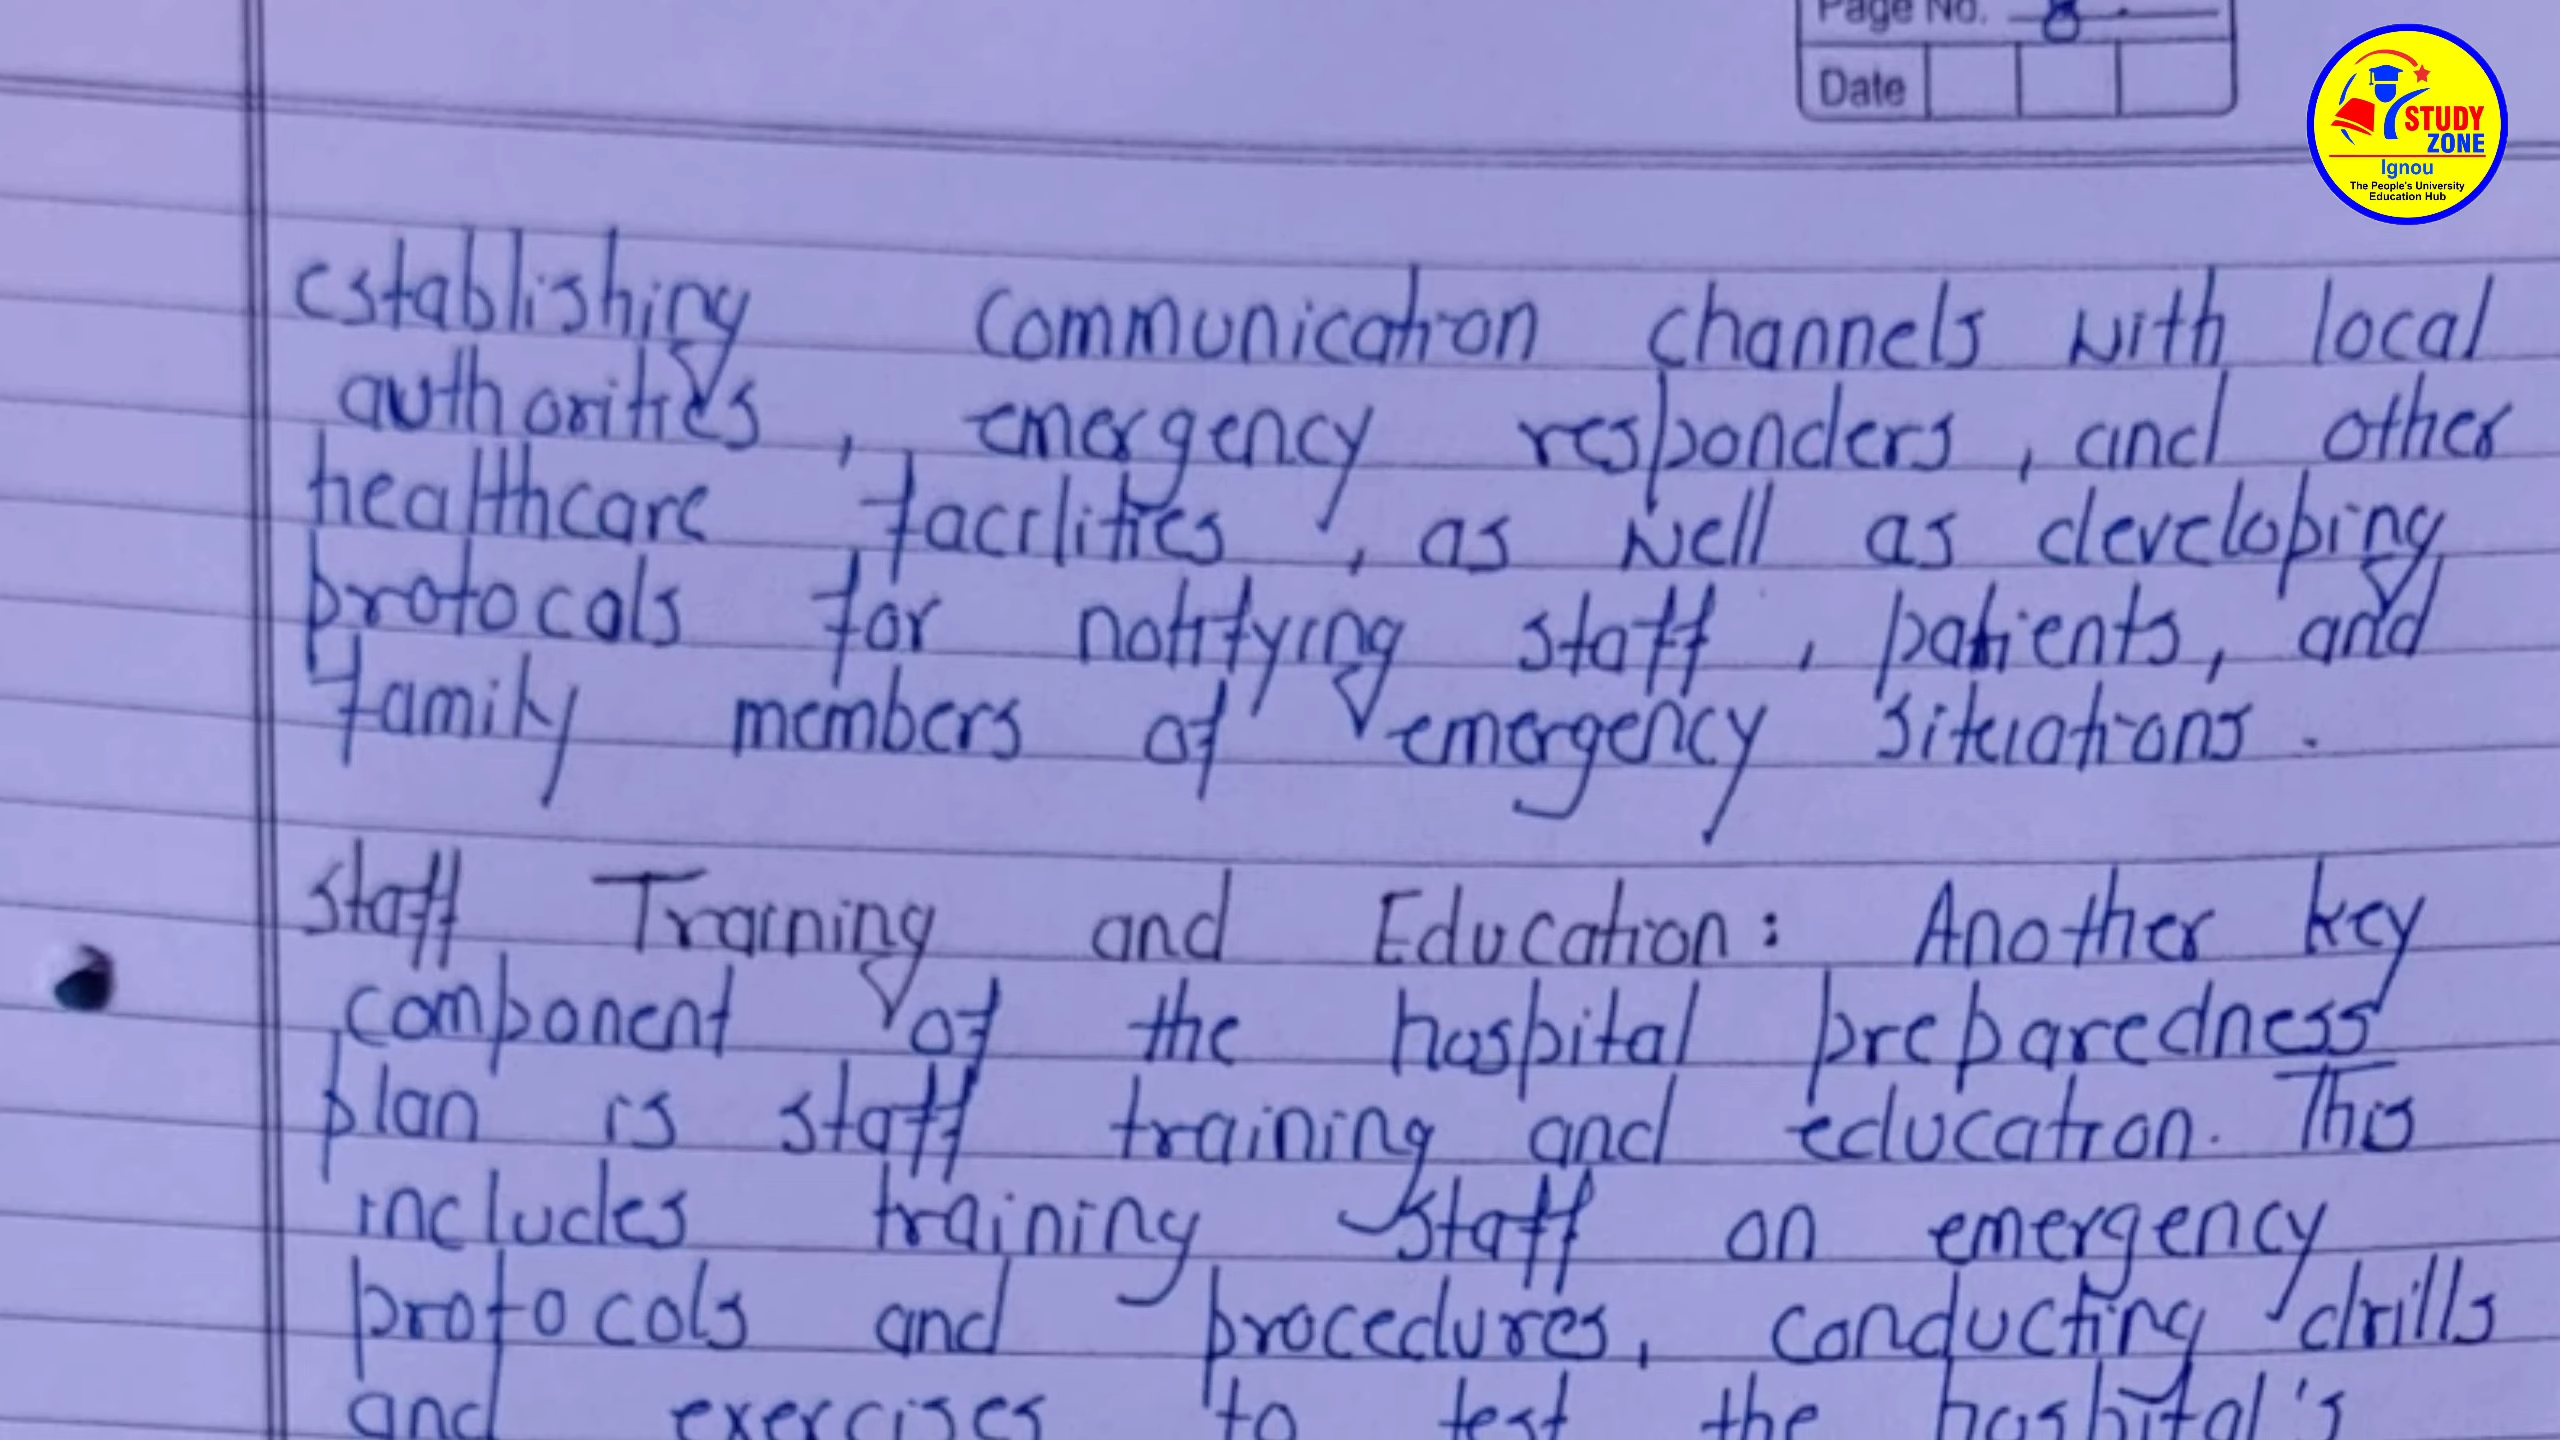 Page No. 8.
Date
STUDY
ZONE
Ignou
The People's University
Education Hub
establishing communication channels with local
authorities, emergency responders, and other
healthcare facilities, as well as developing
protocols for notifying staff, patients, and
family members of emergency situations.
Staff Training and Education: Another key
component of the hospital preparedness
plan is staff training and education. This
includes training staff on emergency
protocols and procedures, conducting drills
and exercises to test the hospital's